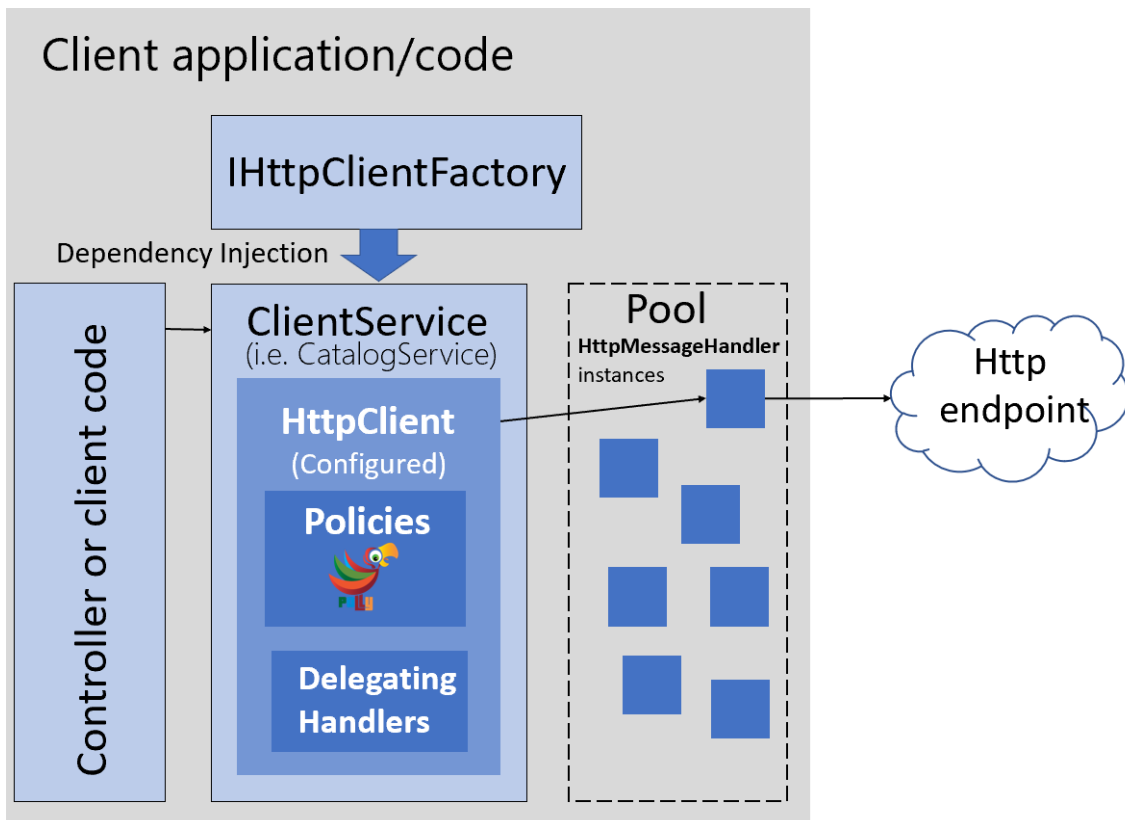 Client application/code
IHttpClientFactory
Dependency Injection
Controller or client code
ClientService
(i.e. CatalogService)
HttpClient
(Configured)
Policies
Delegating
Handlers
Pool
HttpMessageHandler
instances
Http
endpoint